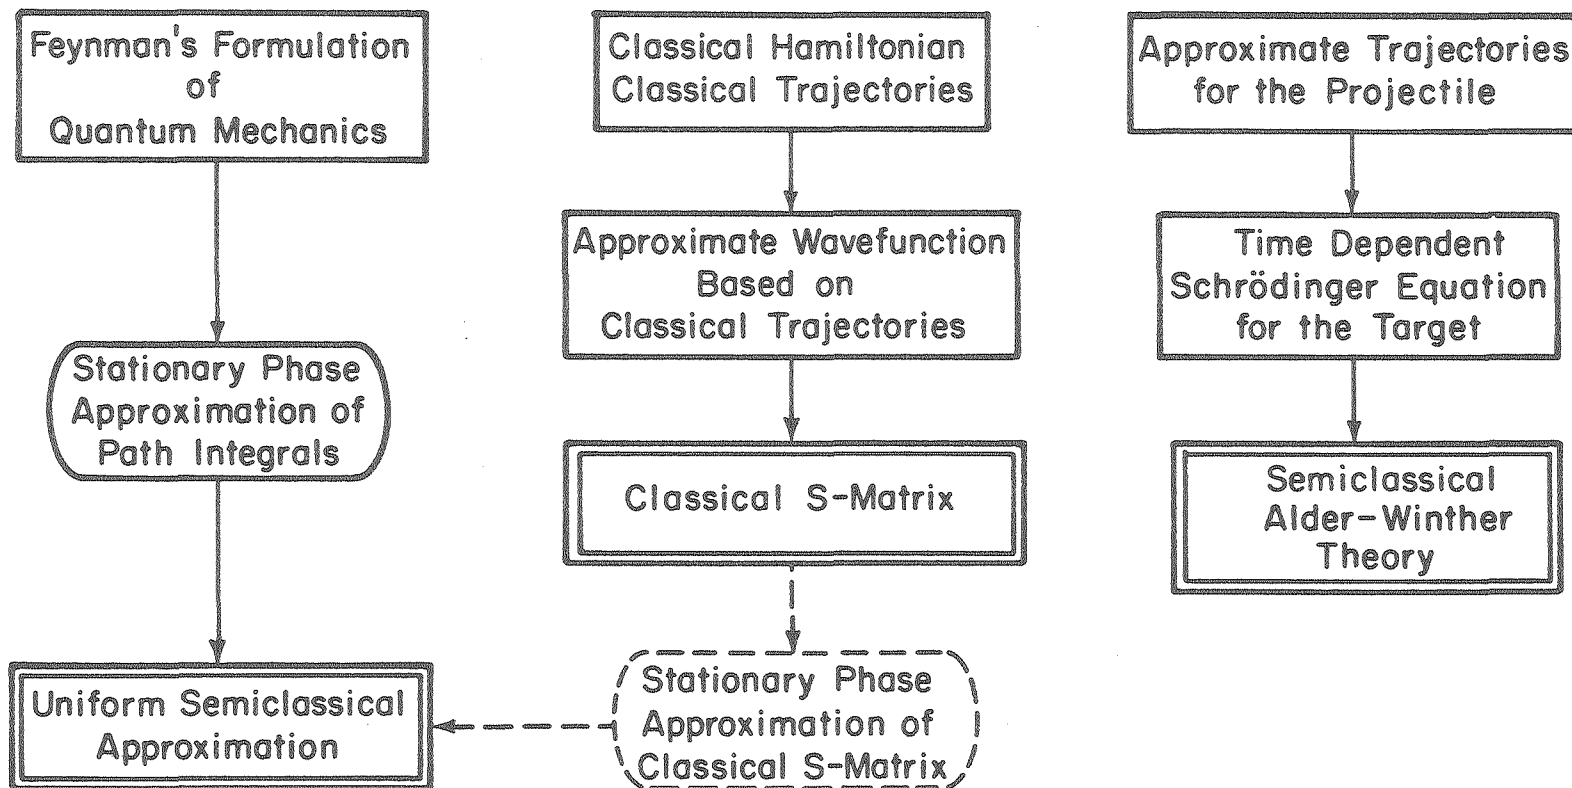 Feynman's Formulation
of
Quantum Mechanics
Stationary Phase
Approximation of
Path Integrals
Uniform Semiclassical
Approximation
Classical Hamiltonian
Classical Trajectories
Approximate Wavefunction
Based on
Classical Trajectories
Classical S-Matrix
Stationary Phase
Approximation of
Classical S-Matrix
Approximate Trajectories
for the Projectile
Time Dependent
Schrödinger Equation
for the Target
Semiclassical
Alder-Winther
Theory